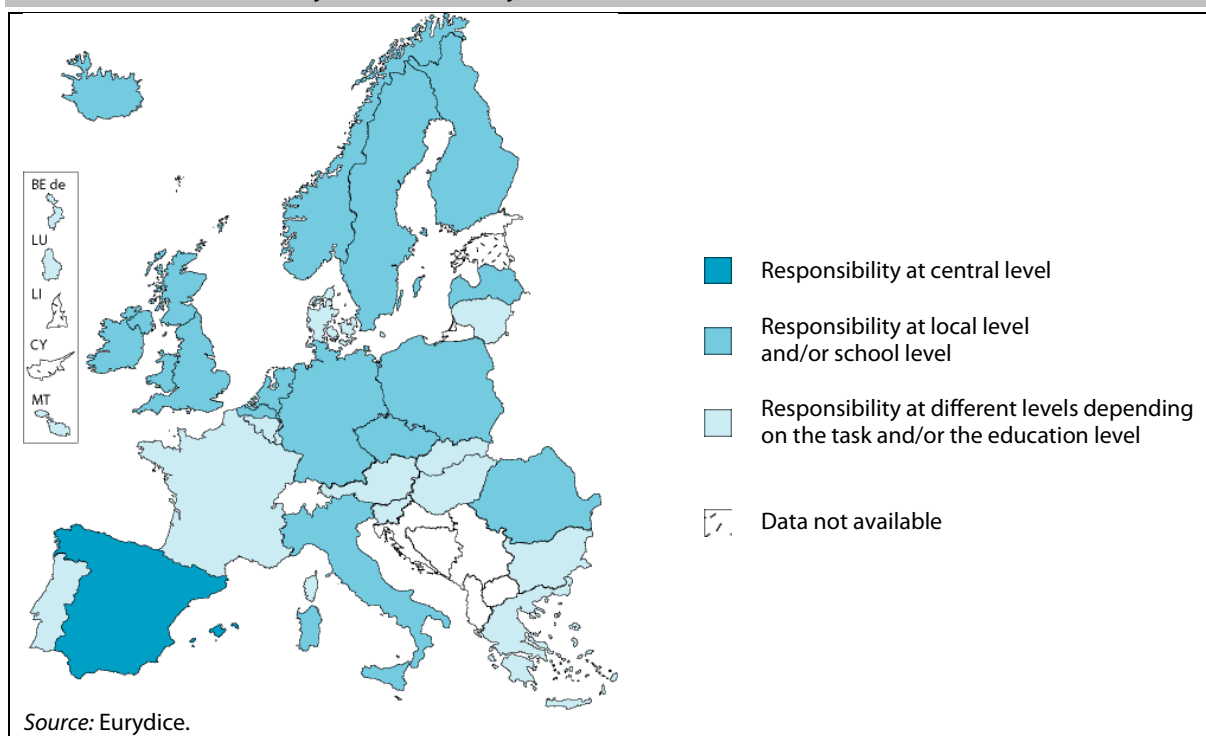 BE de
LU
LI
CY
MT
Responsibility at central level
Responsibility at local level
and/or school level
Responsibility at different levels depending
on the task and/or the education level
Data not available
Source: Eurydice.